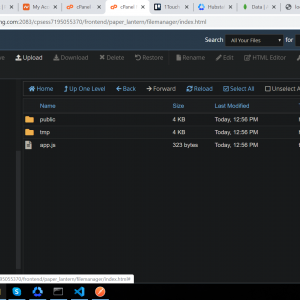 My Acc
cPanel
cPanel
11Touch
Hubsta
Data |
ng.com:2083/cpsess7195055370/frontend/paper_lantern/filemanager/index.html
Search All Your Files for
Upload Download Delete Restore Rename Edit HTML Editor
Home Up One Level Back Forward Reload Select All Unselect A
Name Size Last Modified
public 4 KB Today, 12:56 PM
tmp 4 KB Today, 12:56 PM
app.js 323 bytes Today, 12:56 PM
95055370/frontend/paper_lantern/filemanager/index.html#